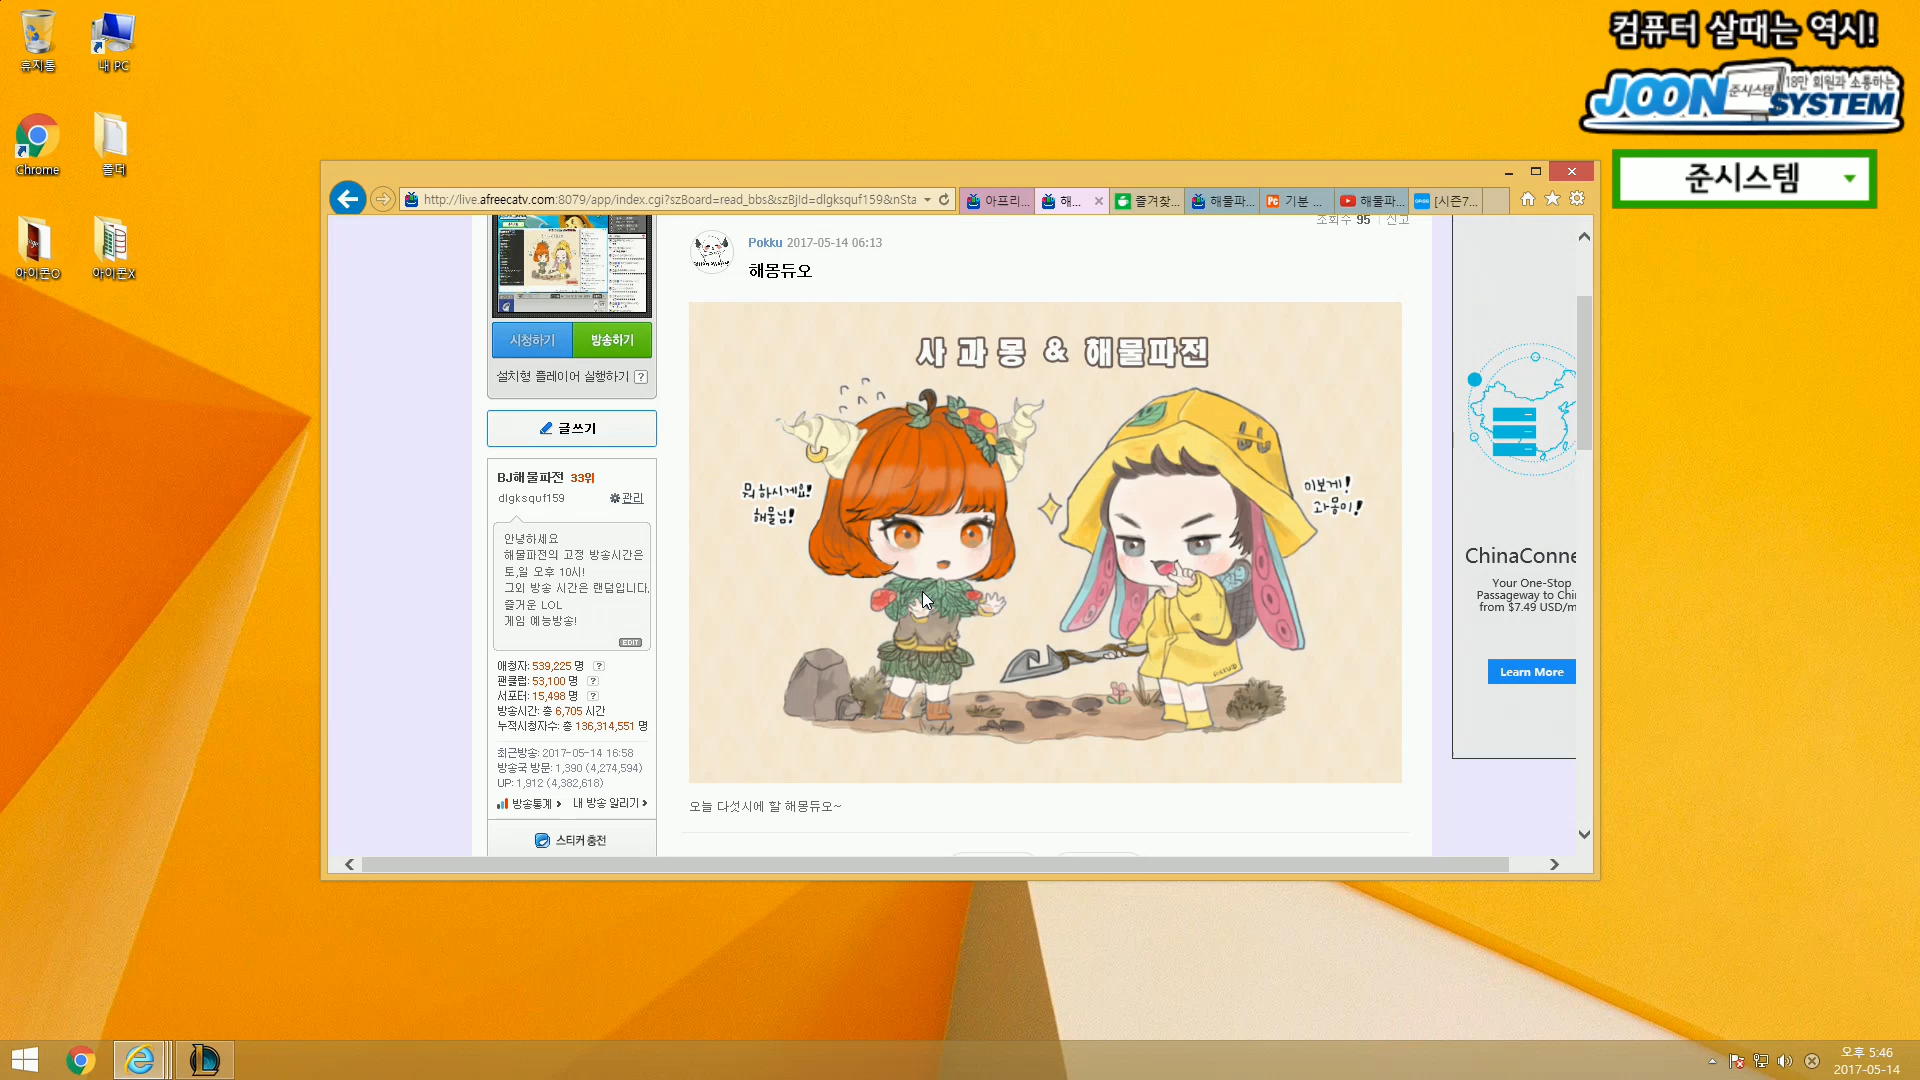 휴지통
내 PC
Chrome
폴더
아이콘O
아이콘X
컴퓨터 살때는 역시!
18만 회원과 소통하는
JOON 준시스템 SYSTEM
준시스템
http://live.afreecatv.com:8079/app/index.cgi?szBoard=read_bbs&szBjId=dlgksquf159&nSta
아프리...
해...
즐겨찾...
해물파...
기분 ...
해물파...
[시즌7...
조회수 95 | 신고
Pokku 2017-05-14 06:13
해몽듀오
시청하기
방송하기
설치형 플레이어 실행하기 ?
글쓰기
BJ해물파전 33위
dlgksquf159
관리
안녕하세요
해물파전의 고정 방송시간은
토,일 오후 10시!
그외 방송 시간은 랜덤입니다.
즐거운 LOL
게임 예능방송!
EDIT
애청자: 539,225 명 ?
팬클럽: 53,100 명 ?
서포터: 15,498 명 ?
방송시간: 총 6,705 시간
누적시청자수: 총 136,314,551 명
최근방송: 2017-05-14 16:58
방송국 방문: 1,390 (4,274,594)
UP: 1,912 (4,382,618)
방송통계
내 방송 알리기
스티커 충전
사과몽 & 해물파전
뭐하시게요!
해물님!
이보게!
과몽이!
오늘 다섯시에 할 해몽듀오~
ChinaConne
Your One-Stop
Passageway to Chi
from $7.49 USD/m
Learn More
오후 5:46
2017-05-14